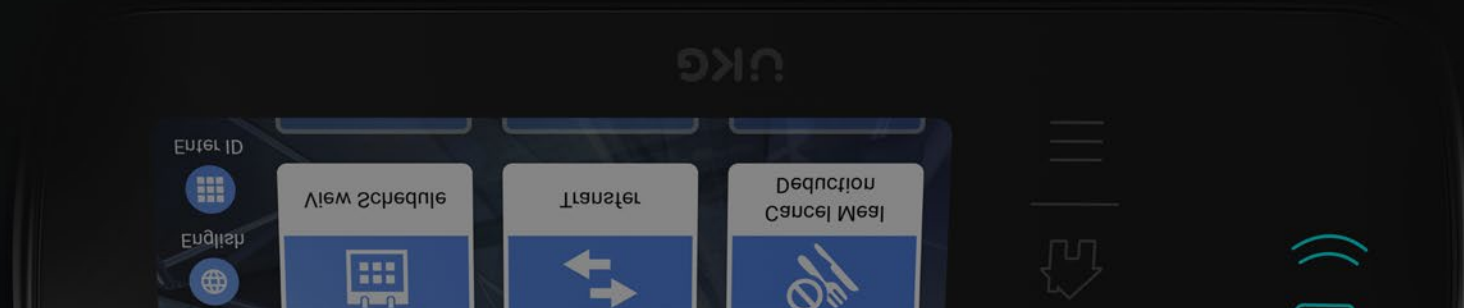 English
View Schedule
Transfer
Cancel Meal
Deduction
Enter ID
UKG